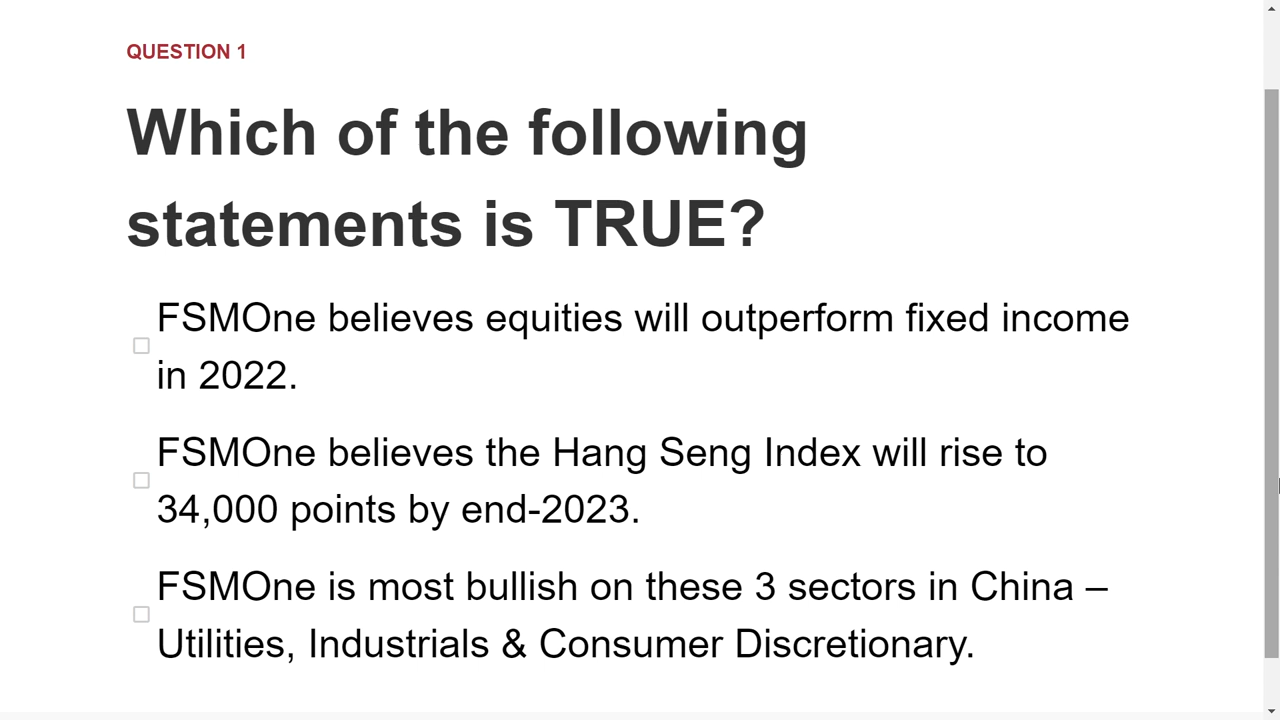 QUESTION 1
Which of the following
statements is TRUE?
FSMOne believes equities will outperform fixed income
in 2022.
FSMOne believes the Hang Seng Index will rise to
34,000 points by end-2023.
FSMOne is most bullish on these 3 sectors in China –
Utilities, Industrials & Consumer Discretionary.